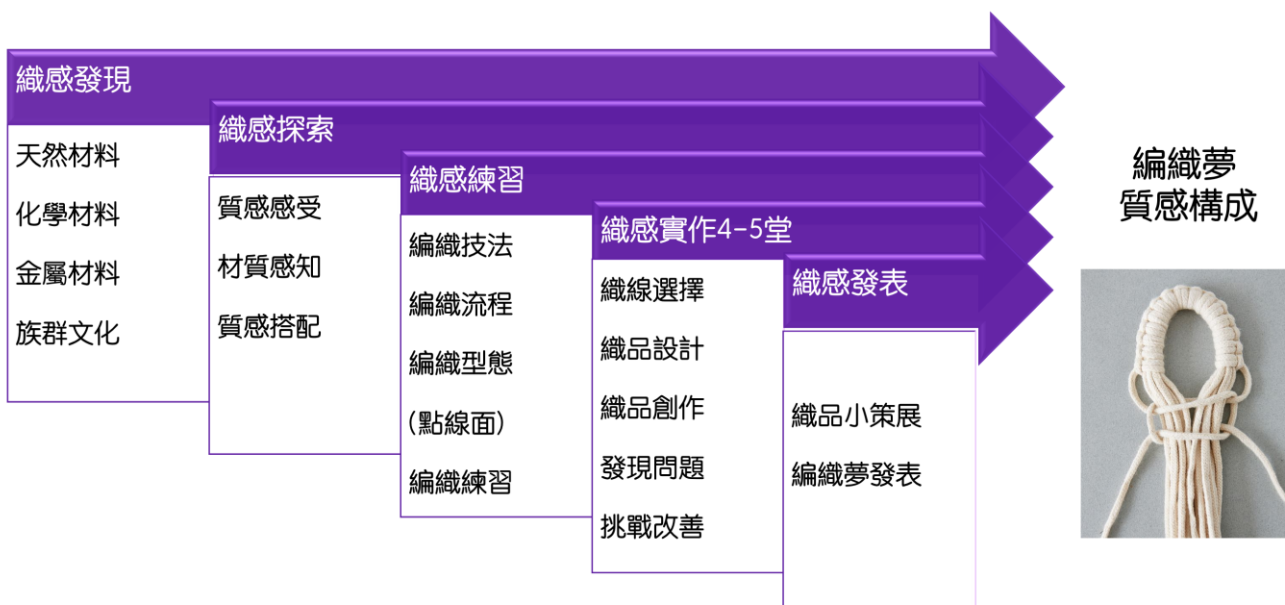 織感發現
天然材料
化學材料
金屬材料
族群文化
織感探索
質感感受
材質感知
質感搭配
織感練習
編織技法
編織流程
編織型態
(點線面)
編織練習
織感實作4-5堂
織線選擇
織品設計
織品創作
發現問題
挑戰改善
織感發表
織品小策展
編織夢發表
編織夢
質感構成